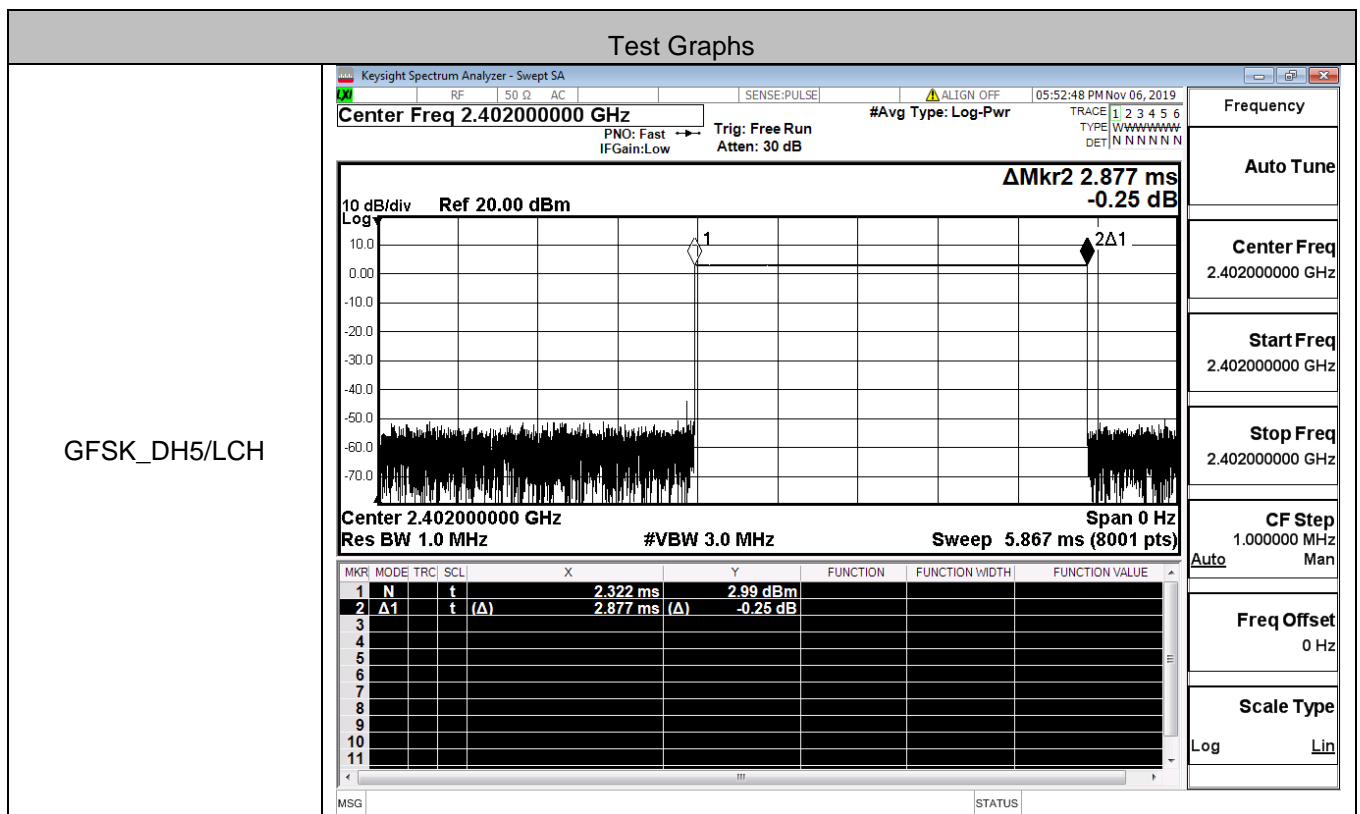 Test Graphs
GFSK_DH5/LCH
Keysight Spectrum Analyzer - Swept SA
LXI RF 50 Ω AC SENSE:PULSE ALIGN OFF 05:52:48 PM Nov 06, 2019
Center Freq 2.402000000 GHz
PNO: Fast
IFGain:Low
Trig: Free Run
Atten: 30 dB
#Avg Type: Log-Pwr
TRACE 1 2 3 4 5 6
TYPE WWWWWW
DET N N N N N N
ΔMkr2 2.877 ms
-0.25 dB
10 dB/div Ref 20.00 dBm
Log
1
2Δ1
10.0
0.00
-10.0
-20.0
-30.0
-40.0
-50.0
-60.0
-70.0
Center 2.402000000 GHz Span 0 Hz
Res BW 1.0 MHz #VBW 3.0 MHz Sweep 5.867 ms (8001 pts)
MKR MODE TRC SCL X Y FUNCTION FUNCTION WIDTH FUNCTION VALUE
1 N t 2.322 ms 2.99 dBm
2 Δ1 t (Δ) 2.877 ms (Δ) -0.25 dB
3
4
5
6
7
8
9
10
11
MSG STATUS
Frequency
Auto Tune
Center Freq
2.402000000 GHz
Start Freq
2.402000000 GHz
Stop Freq
2.402000000 GHz
CF Step
1.000000 MHz
Auto Man
Freq Offset
0 Hz
Scale Type
Log Lin